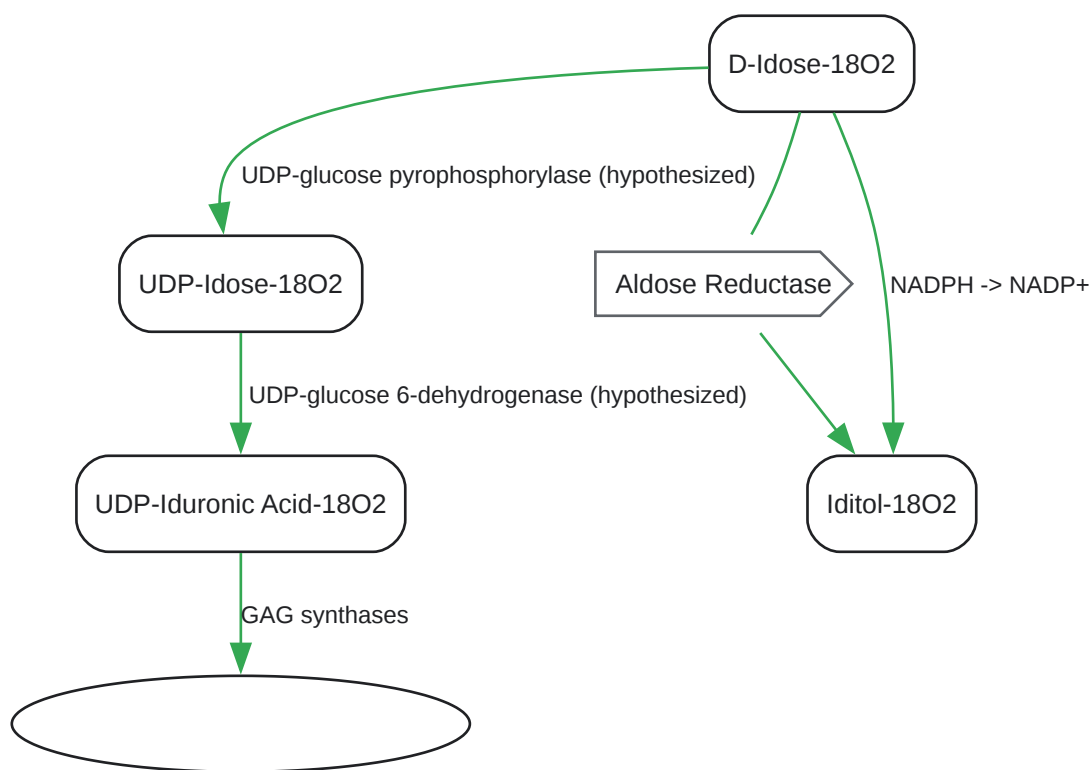 D-Idose-18O2
UDP-glucose pyrophosphorylase (hypothesized)
UDP-Idose-18O2
Aldose Reductase
NADPH -> NADP+
UDP-glucose 6-dehydrogenase (hypothesized)
UDP-Iduronic Acid-18O2
Iditol-18O2
GAG synthases